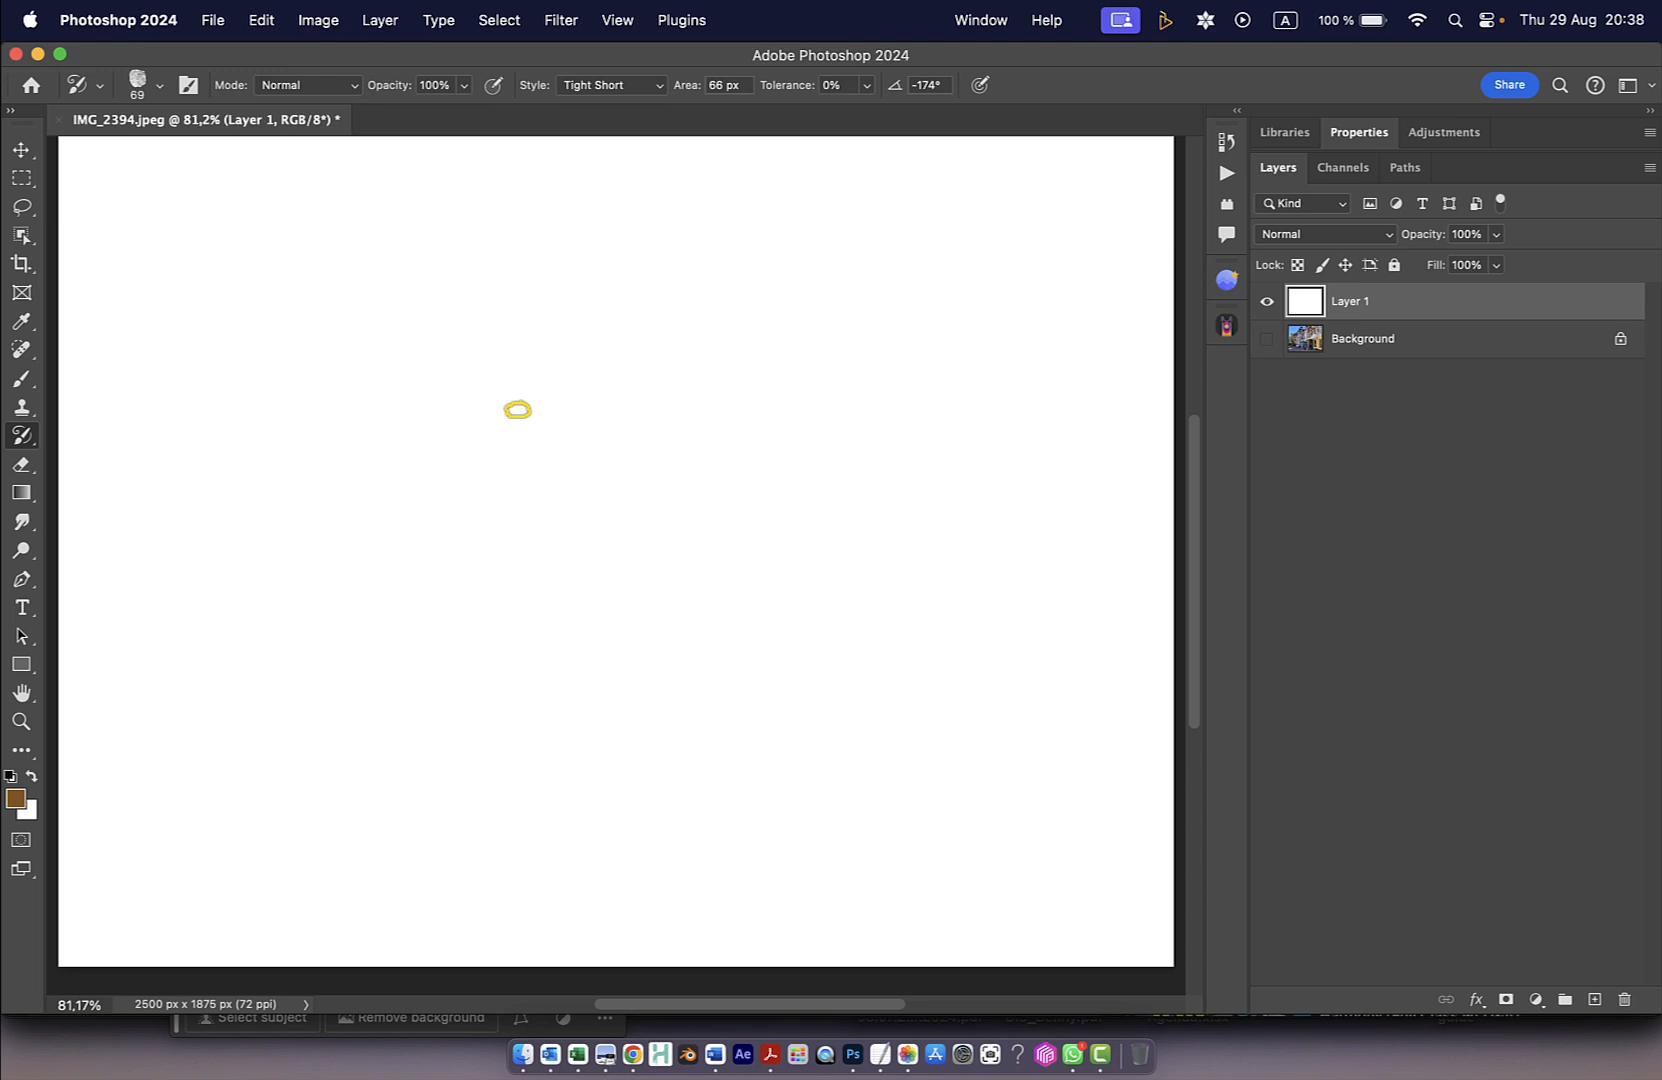 Photoshop 2024 File Edit Image Layer Type Select Filter View Plugins Window Help A 100 % Thu 29 Aug 20:38
Adobe Photoshop 2024
69 Mode: Normal Opacity: 100% Style: Tight Short Area: 66 px Tolerance: 0% -174° Share
IMG_2394.jpeg @ 81,2% (Layer 1, RGB/8*) *
Libraries Properties Adjustments
Layers Channels Paths
Kind
Normal Opacity: 100%
Lock: Fill: 100%
Layer 1
Background
81,17% 2500 px x 1875 px (72 ppi)
Select subject Remove background
Ae Ps